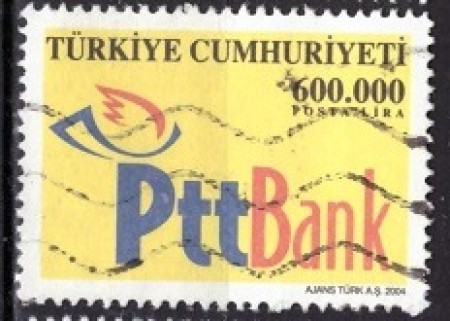 TÜRKİYE CUMHURİYETİ
600.000
POSTA LİRA
PttBank
AJANS TÜRK A.Ş. 2004